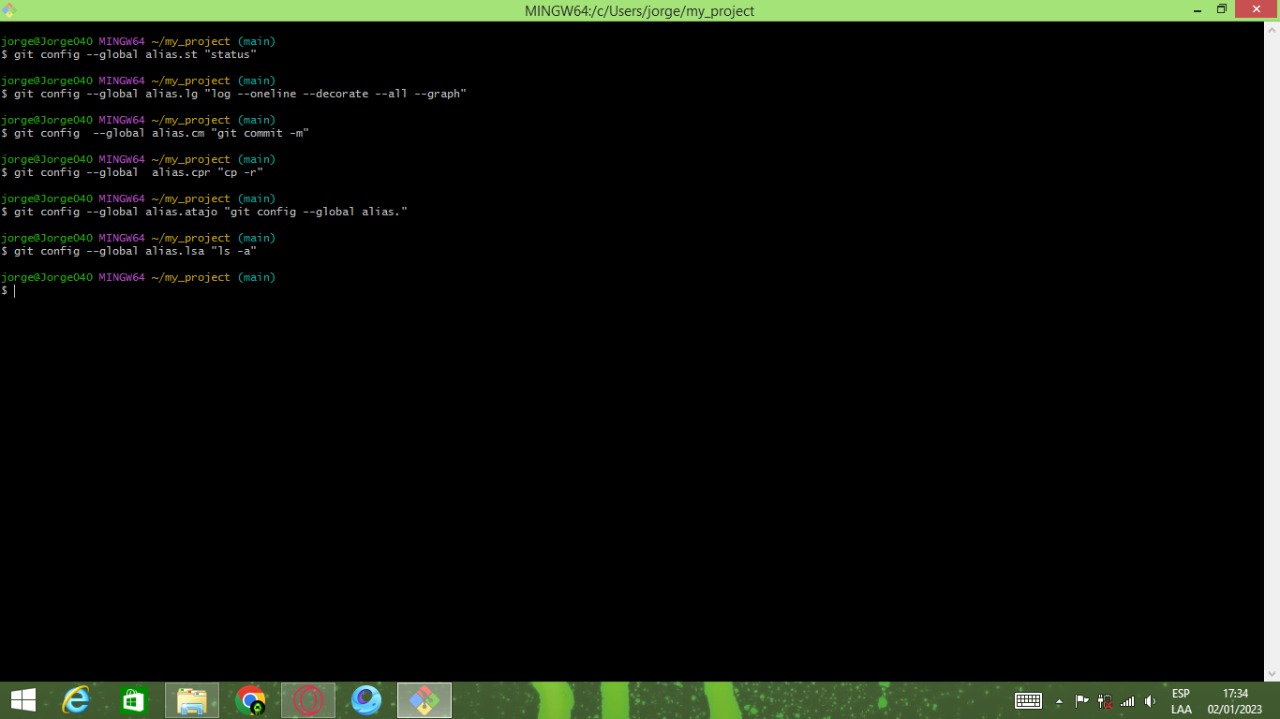 MINGW64:/c/Users/jorge/my_project
jorge@Jorge040 MINGW64 ~/my_project (main)
$ git config --global alias.st "status"
jorge@Jorge040 MINGW64 ~/my_project (main)
$ git config --global alias.lg "log --oneline --decorate --all --graph"
jorge@Jorge040 MINGW64 ~/my_project (main)
$ git config  --global alias.cm "git commit -m"
jorge@Jorge040 MINGW64 ~/my_project (main)
$ git config --global  alias.cpr "cp -r"
jorge@Jorge040 MINGW64 ~/my_project (main)
$ git config --global alias.atajo "git config --global alias."
jorge@Jorge040 MINGW64 ~/my_project (main)
$ git config --global alias.lsa "ls -a"
jorge@Jorge040 MINGW64 ~/my_project (main)
$
ESP
LAA
17:34
02/01/2023